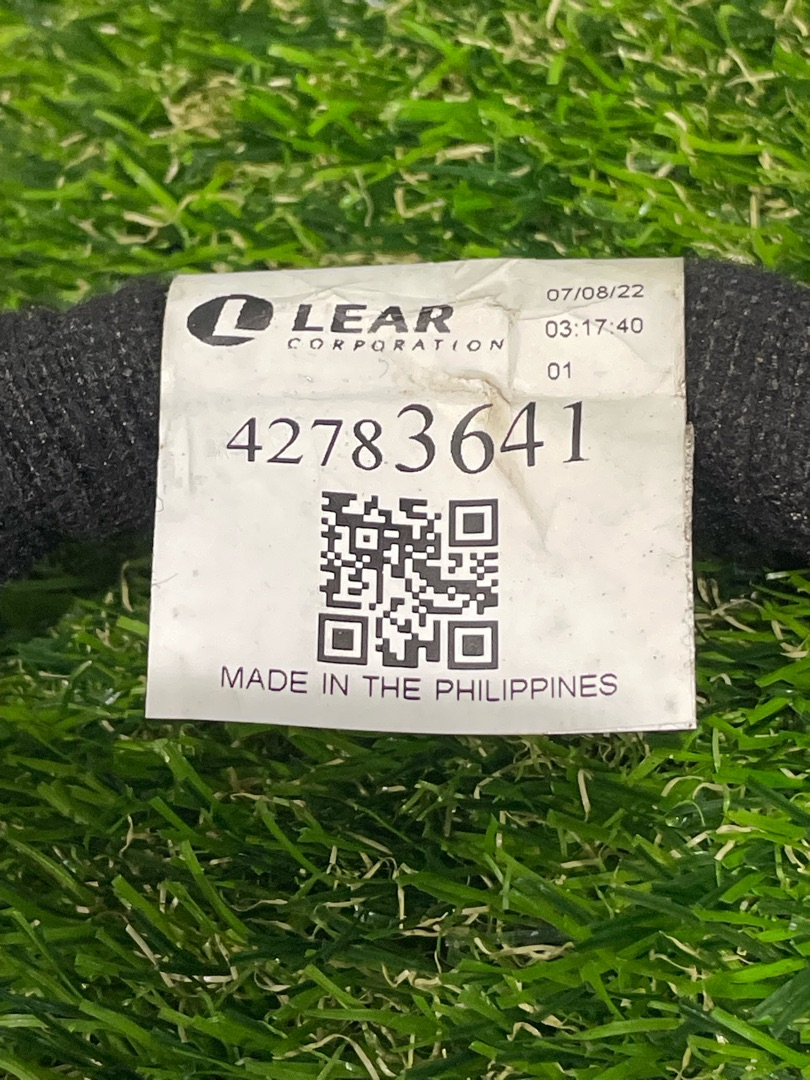 LEAR
CORPORATION
07/08/22
03:17:40
01
42783641
MADE IN THE PHILIPPINES